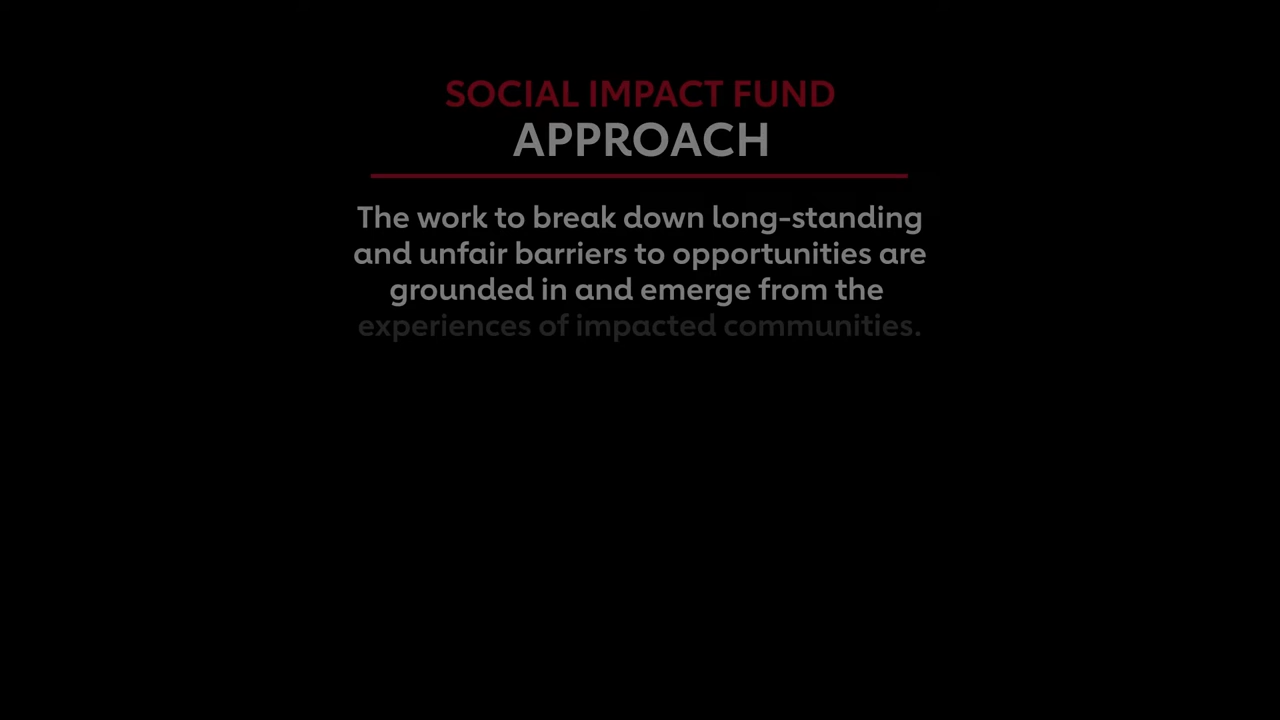 SOCIAL IMPACT FUND
APPROACH
The work to break down long-standing
and unfair barriers to opportunities are
grounded in and emerge from the
experiences of impacted communities.